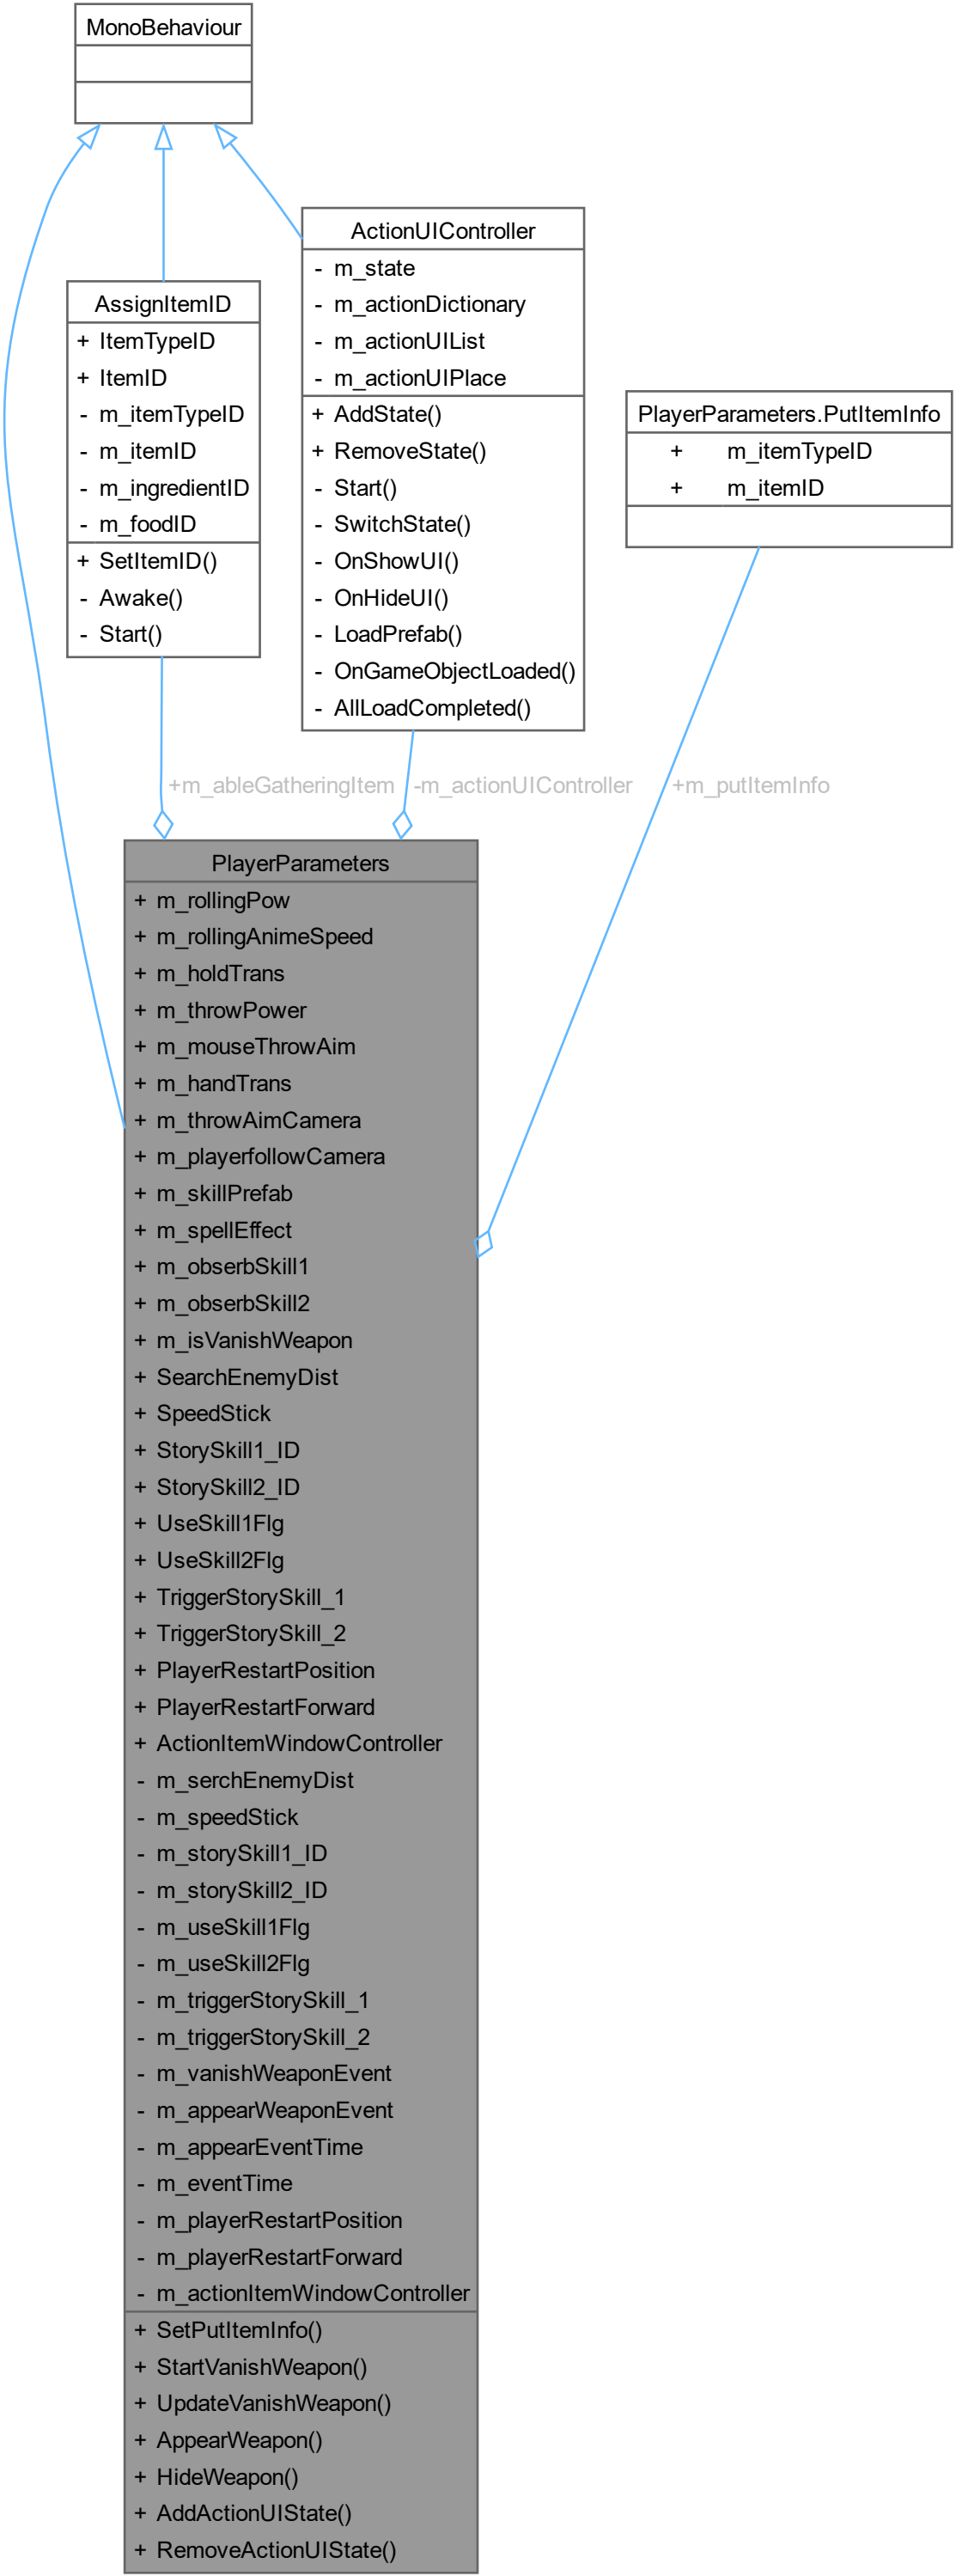 MonoBehaviour
ActionUIController
- m_state
- m_actionDictionary
- m_actionUIList
- m_actionUIPlace
+ AddState()
+ RemoveState()
- Start()
- SwitchState()
- OnShowUI()
- OnHideUI()
- LoadPrefab()
- OnGameObjectLoaded()
- AllLoadCompleted()
AssignItemID
+ ItemTypeID
+ ItemID
- m_itemTypeID
- m_itemID
- m_ingredientID
- m_foodID
+ SetItemID()
- Awake()
- Start()
PlayerParameters.PutItemInfo
+ m_itemTypeID
+ m_itemID
+m_ableGatheringItem
-m_actionUIController
+m_putItemInfo
PlayerParameters
+ m_rollingPow
+ m_rollingAnimeSpeed
+ m_holdTrans
+ m_throwPower
+ m_mouseThrowAim
+ m_handTrans
+ m_throwAimCamera
+ m_playerfollowCamera
+ m_skillPrefab
+ m_spellEffect
+ m_obserbSkill1
+ m_obserbSkill2
+ m_isVanishWeapon
+ SearchEnemyDist
+ SpeedStick
+ StorySkill1_ID
+ StorySkill2_ID
+ UseSkill1Flg
+ UseSkill2Flg
+ TriggerStorySkill_1
+ TriggerStorySkill_2
+ PlayerRestartPosition
+ PlayerRestartForward
+ ActionItemWindowController
- m_serchEnemyDist
- m_speedStick
- m_storySkill1_ID
- m_storySkill2_ID
- m_useSkill1Flg
- m_useSkill2Flg
- m_triggerStorySkill_1
- m_triggerStorySkill_2
- m_vanishWeaponEvent
- m_appearWeaponEvent
- m_appearEventTime
- m_eventTime
- m_playerRestartPosition
- m_playerRestartForward
- m_actionItemWindowController
+ SetPutItemInfo()
+ StartVanishWeapon()
+ UpdateVanishWeapon()
+ AppearWeapon()
+ HideWeapon()
+ AddActionUIState()
+ RemoveActionUIState()